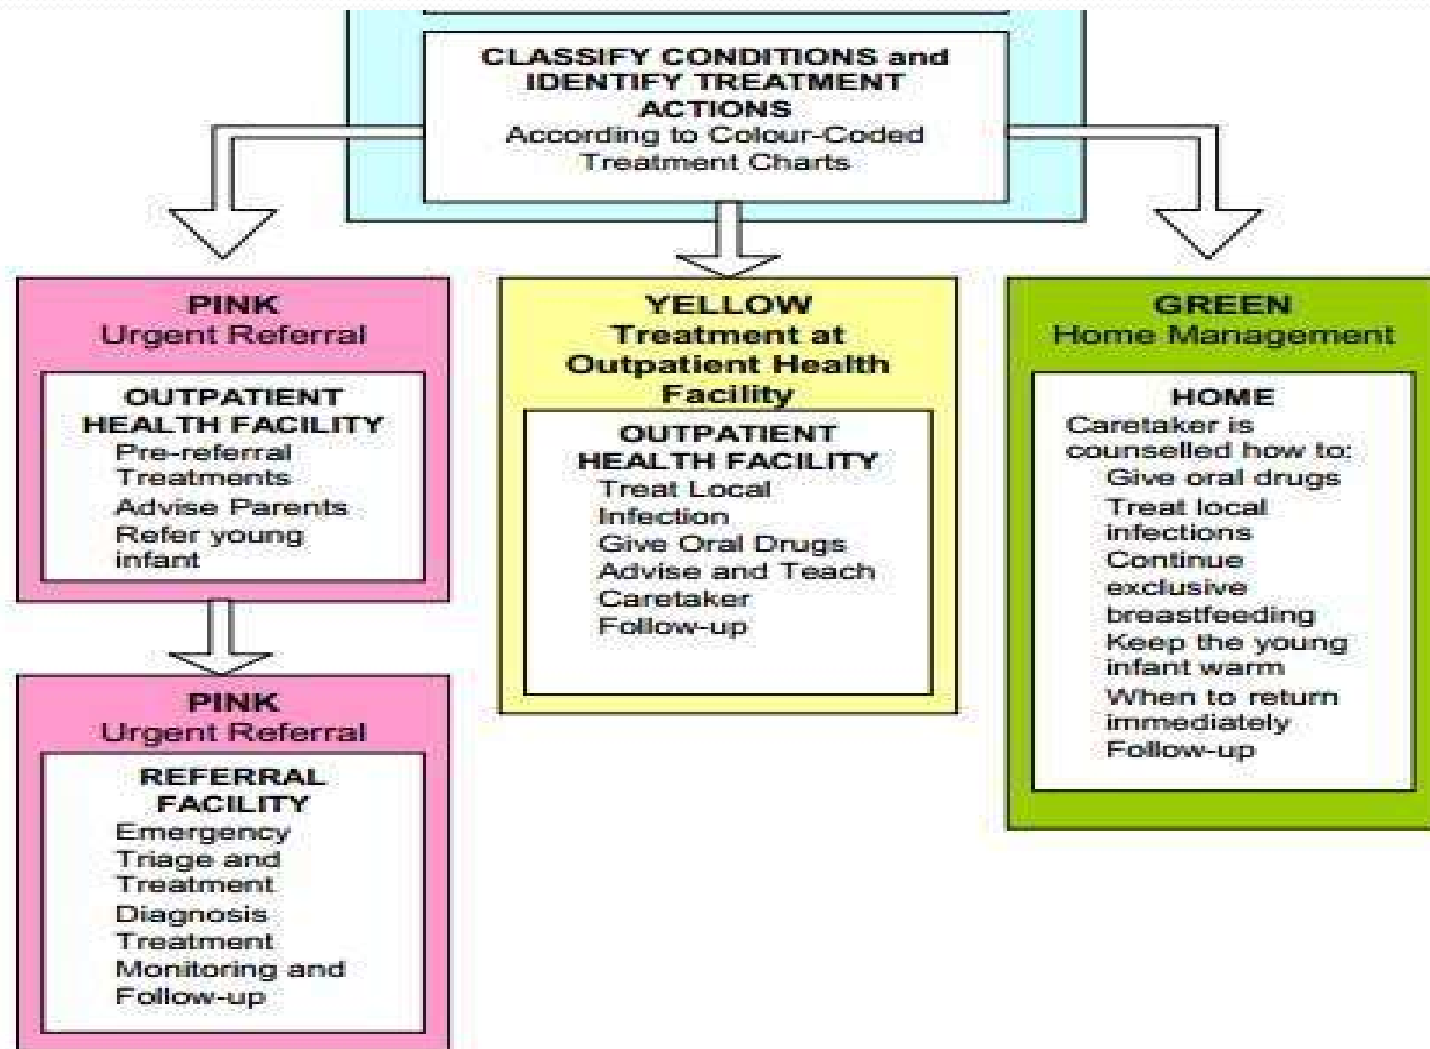 CLASSIFY CONDITIONS and
IDENTIFY TREATMENT
ACTIONS
According to Colour-Coded
Treatment Charts
PINK
Urgent Referral
OUTPATIENT
HEALTH FACILITY
Pre-referral
Treatments
Advise Parents
Refer young
infant
PINK
Urgent Referral
REFERRAL
FACILITY
Emergency
Triage and
Treatment
Diagnosis
Treatment
Monitoring and
Follow-up
YELLOW
Treatment at
Outpatient Health
Facility
OUTPATIENT
HEALTH FACILITY
Treat Local
Infection
Give Oral Drugs
Advise and Teach
Caretaker
Follow-up
GREEN
Home Management
HOME
Caretaker is
counselled how to:
Give oral drugs
Treat local
infections
Continue
exclusive
breastfeeding
Keep the young
infant warm
When to return
immediately
Follow-up